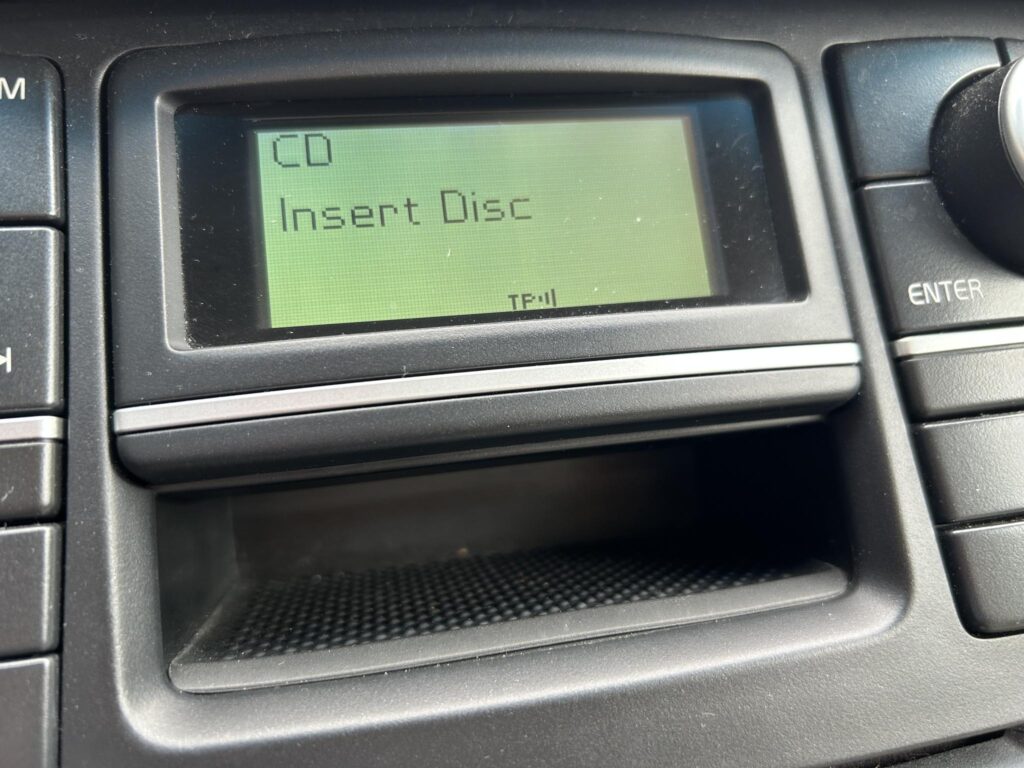 M
CD
Insert Disc
TP
ENTER